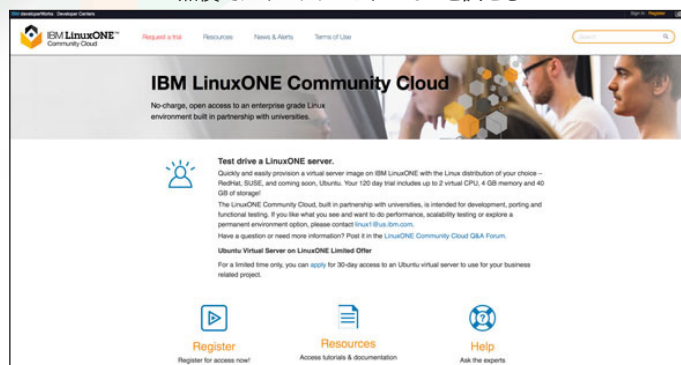 IBM developerWorks Developer Centers
Sign In Register
IBM LinuxONE™
Community Cloud
Request a trial Resources News & Alerts Terms of Use
Search
IBM LinuxONE Community Cloud
No-charge, open access to an enterprise grade Linux
environment built in partnership with universities.
Test drive a LinuxONE server.
Quickly and easily provision a virtual server image on IBM LinuxONE with the Linux distribution of your choice –
RedHat, SUSE, and coming soon, Ubuntu. Your 120 day trial includes up to 2 virtual CPU, 4 GB memory and 40
GB of storage!
The LinuxONE Community Cloud, built in partnership with universities, is intended for development, porting and
functional testing. If you like what you see and want to do performance, scalability testing or explore a
permanent environment option, please contact linux1@us.ibm.com.
Have a question or need more information? Post it in the LinuxONE Community Cloud Q&A Forum.
Ubuntu Virtual Server on LinuxONE Limited Offer
For a limited time only, you can apply for 30-day access to an Ubuntu virtual server to use for your business
related project.
Register Resources Help
Register for access now! Access tutorials & documentation Ask the experts